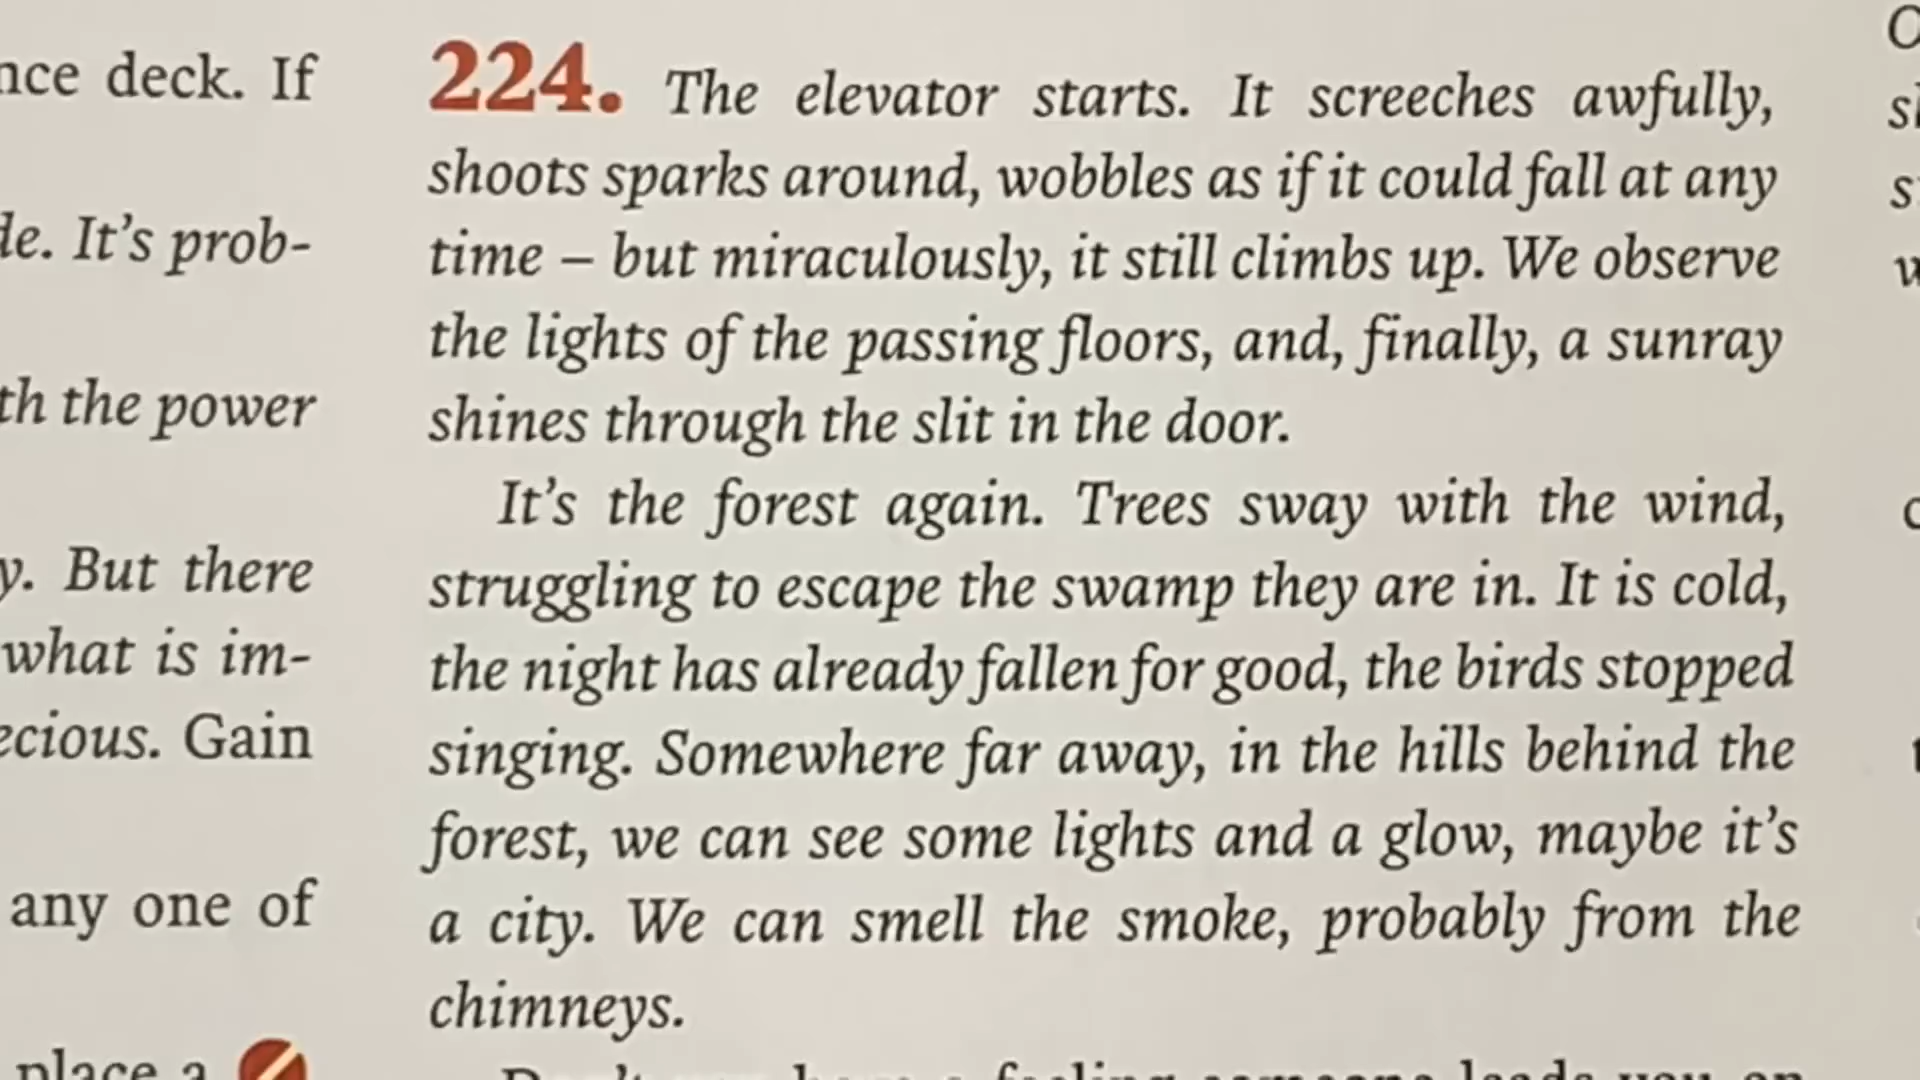 nce deck. If
de. It's prob-
th the power
y. But there
what is im-
ecious. Gain
any one of
place a
224. The elevator starts. It screeches awfully,
shoots sparks around, wobbles as if it could fall at any
time – but miraculously, it still climbs up. We observe
the lights of the passing floors, and, finally, a sunray
shines through the slit in the door.
It's the forest again. Trees sway with the wind,
struggling to escape the swamp they are in. It is cold,
the night has already fallen for good, the birds stopped
singing. Somewhere far away, in the hills behind the
forest, we can see some lights and a glow, maybe it's
a city. We can smell the smoke, probably from the
chimneys.